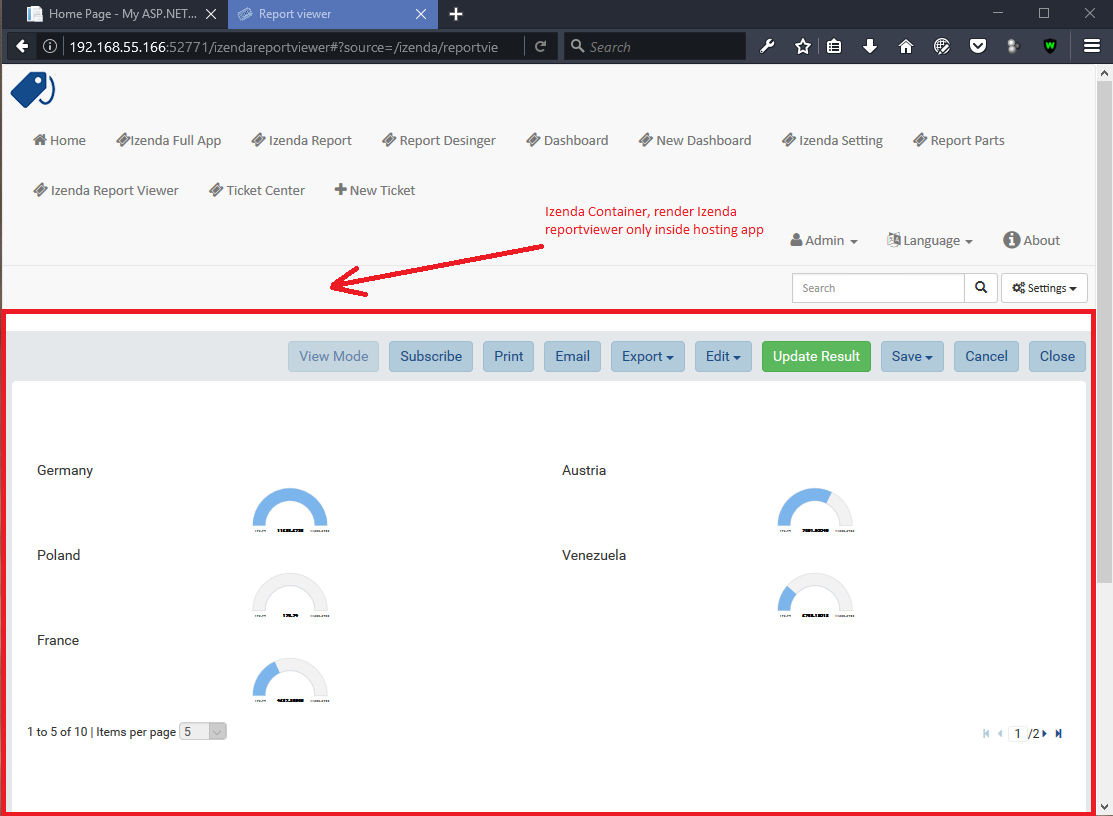 Home Page - My ASP.NET...
Report viewer
192.168.55.166:52771/izendareportviewer#?source=/izenda/reportvie
Search
Home Izenda Full App Izenda Report Report Desinger Dashboard New Dashboard Izenda Setting Report Parts
Izenda Report Viewer Ticket Center New Ticket
Izenda Container, render Izenda
reportviewer only inside hosting app
Admin Language About
Search Settings
View Mode Subscribe Print Email Export Edit Update Result Save Cancel Close
Germany Austria
Poland Venezuela
France
1 to 5 of 10 | Items per page 5
1 /2